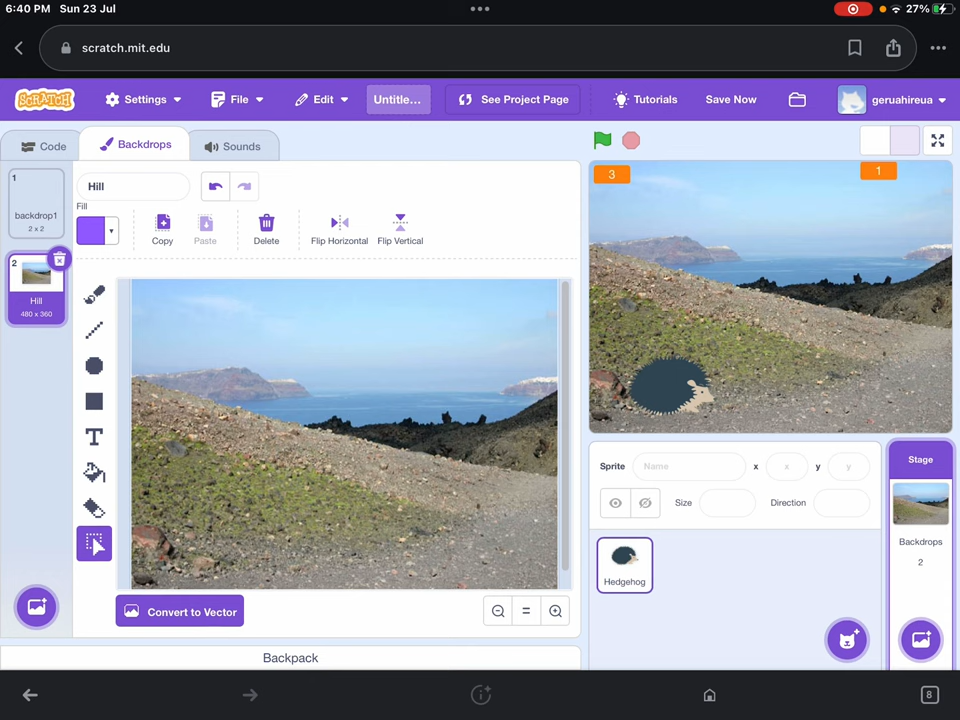 6:40 PM Sun 23 Jul
27%
scratch.mit.edu
SCRATCH
Settings
File
Edit
Untitle...
See Project Page
Tutorials
Save Now
geruahireua
Code
Backdrops
Sounds
1
backdrop1
2 x 2
2
Hill
480 x 360
Hill
Fill
Copy
Paste
Delete
Flip Horizontal
Flip Vertical
T
Convert to Vector
Backpack
3
1
Sprite
Name
x
x
y
y
Size
Direction
Hedgehog
Stage
Backdrops
2
8